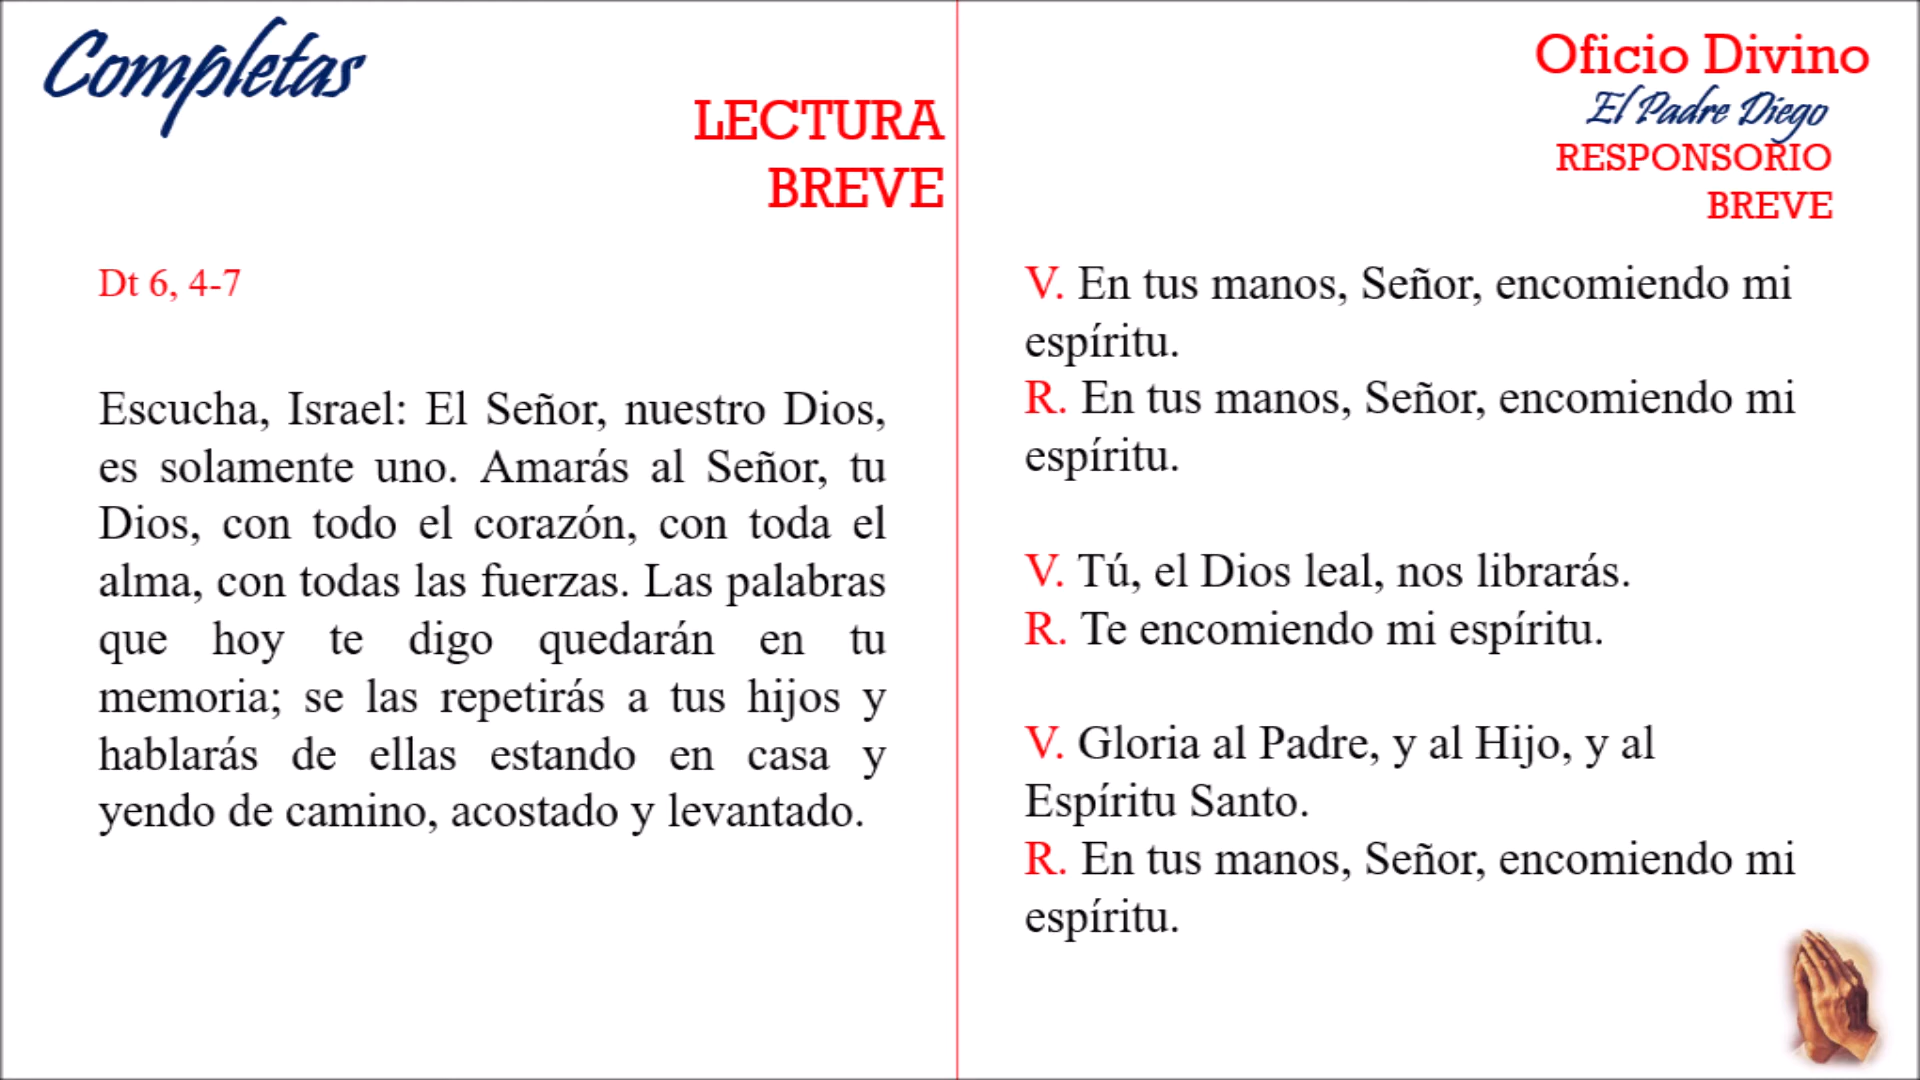 Completas
LECTURA
BREVE
Dt 6, 4-7
Escucha, Israel: El Señor, nuestro Dios,
es solamente uno. Amarás al Señor, tu
Dios, con todo el corazón, con toda el
alma, con todas las fuerzas. Las palabras
que hoy te digo quedarán en tu
memoria; se las repetirás a tus hijos y
hablarás de ellas estando en casa y
yendo de camino, acostado y levantado.
Oficio Divino
El Padre Diego
RESPONSORIO
BREVE
V. En tus manos, Señor, encomiendo mi
espíritu.
R. En tus manos, Señor, encomiendo mi
espíritu.
V. Tú, el Dios leal, nos librarás.
R. Te encomiendo mi espíritu.
V. Gloria al Padre, y al Hijo, y al
Espíritu Santo.
R. En tus manos, Señor, encomiendo mi
espíritu.